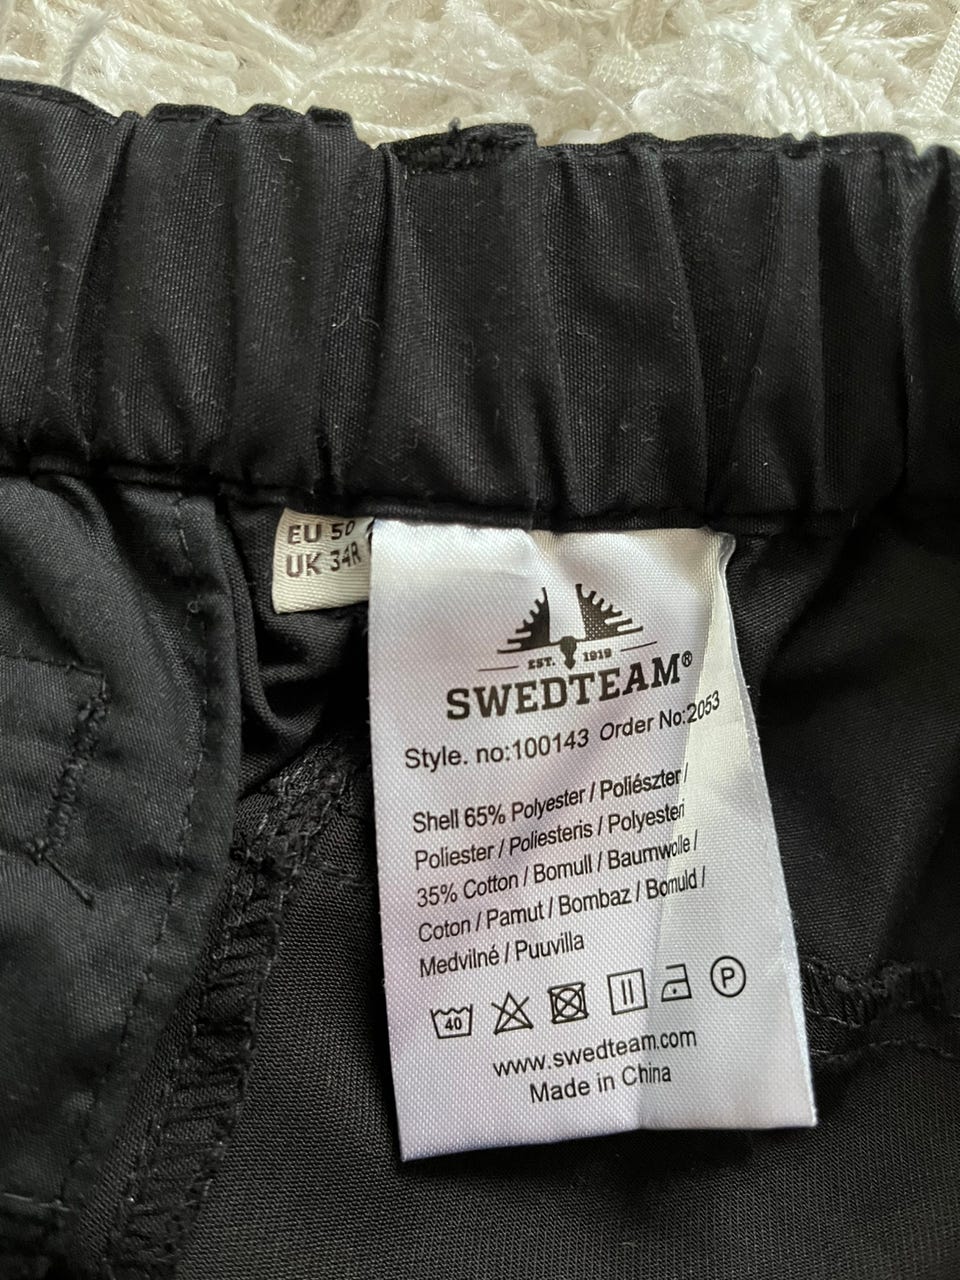 EU 50
UK 34R
EST. 1919
SWEDTEAM®
Style. no:100143 Order No:2053
Shell 65% Polyester / Poliészter /
Poliester / Poliesteris / Polyesteri
35% Cotton / Bomull / Baumwolle /
Coton / Pamut / Bombaz / Bomuld /
Medvilné / Puuvilla
40 P
www.swedteam.com
Made in China